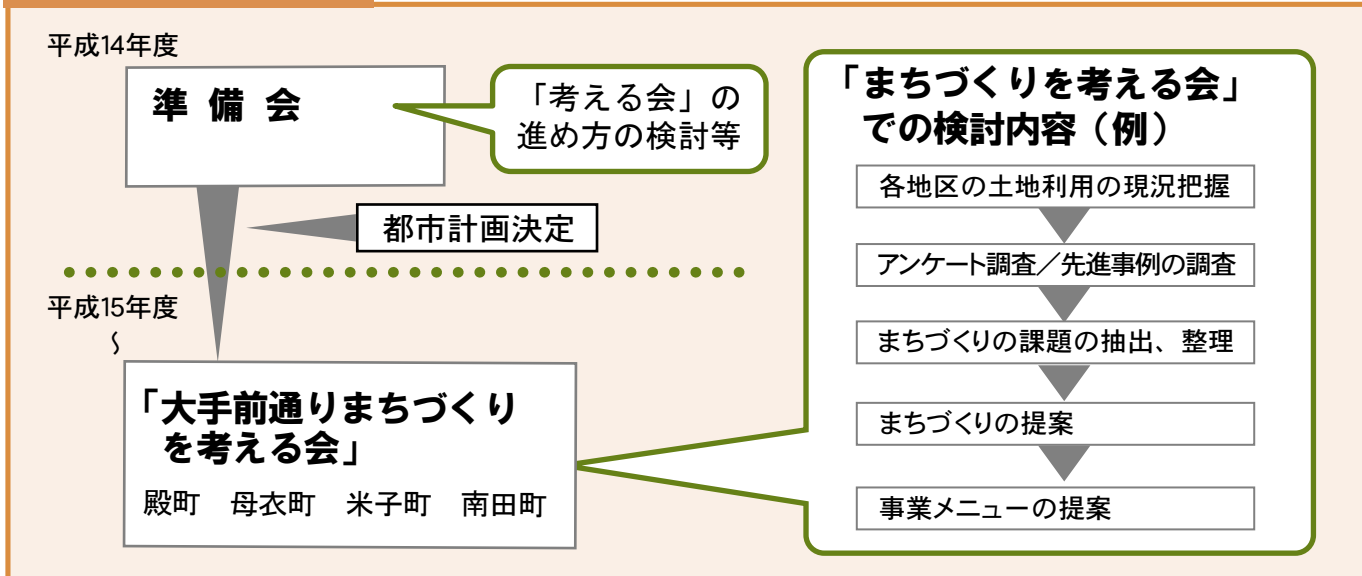 平成14年度
準備会
「考える会」の
進め方の検討等
都市計画決定
平成15年度
〜
「大手前通りまちづくり
を考える会」
殿町 母衣町 米子町 南田町
「まちづくりを考える会」
での検討内容（例）
各地区の土地利用の現況把握
アンケート調査／先進事例の調査
まちづくりの課題の抽出、整理
まちづくりの提案
事業メニューの提案